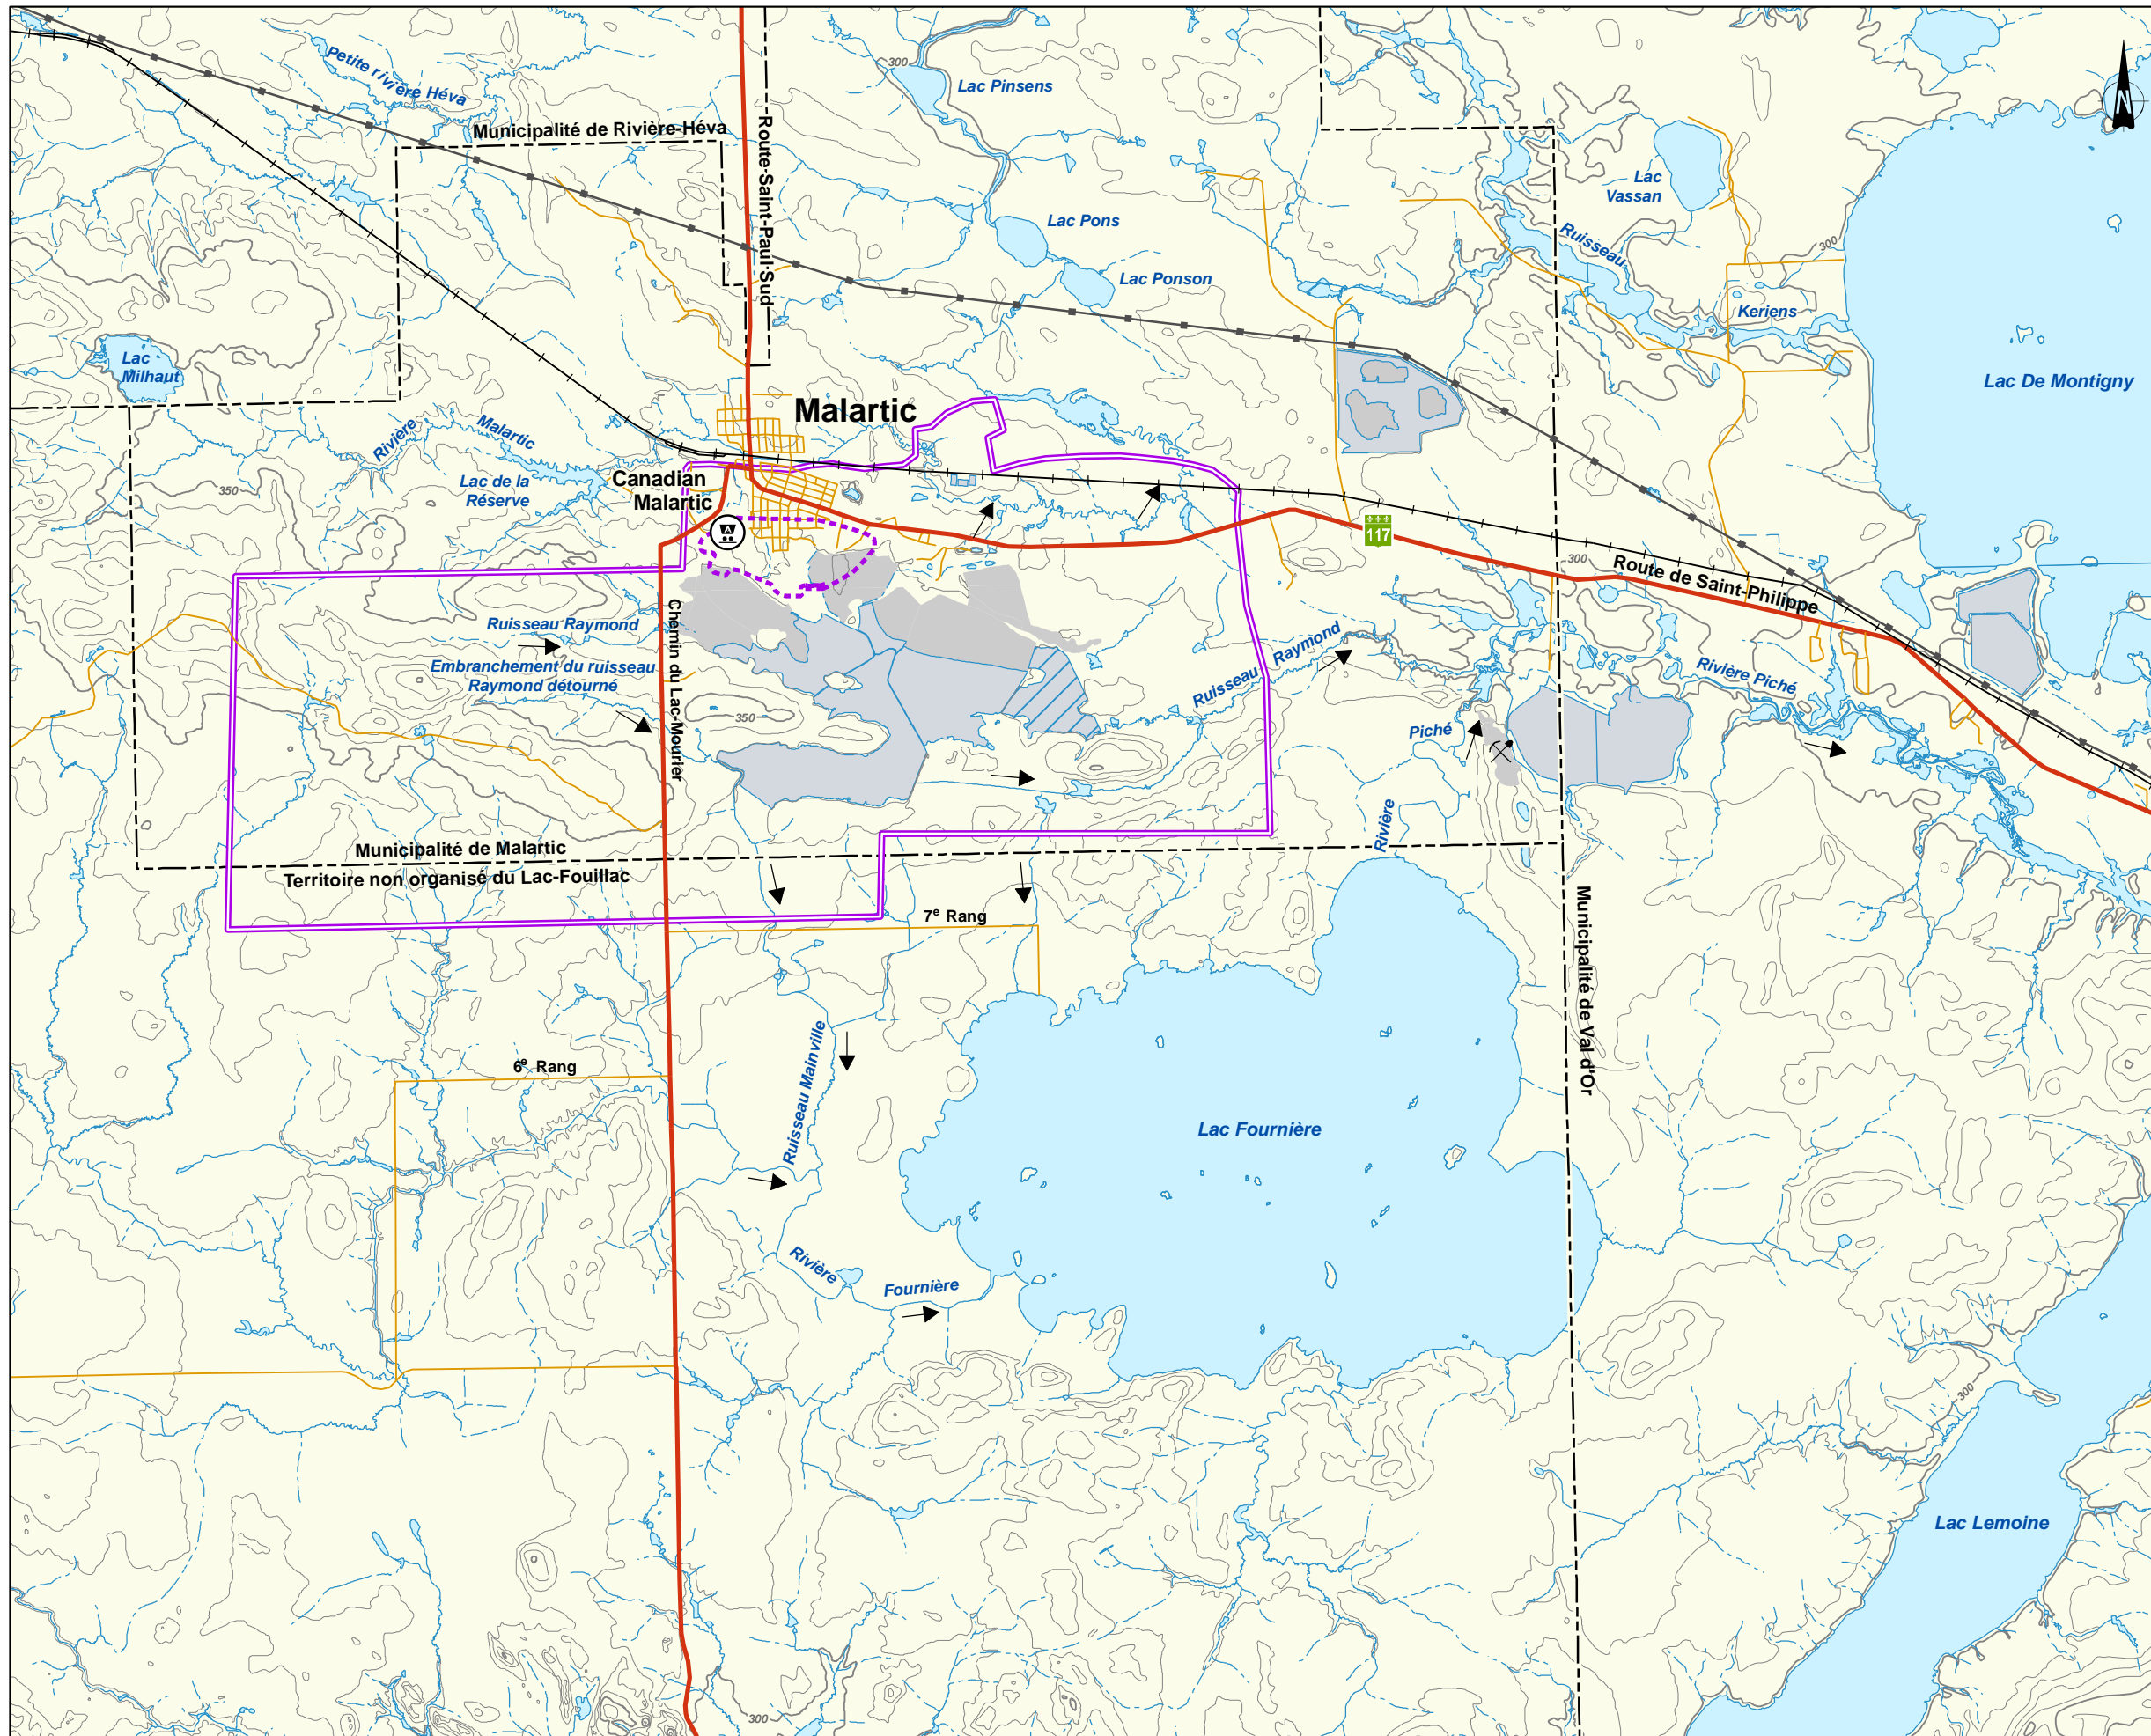 Petite rivière Héva
300
Lac Pinsens
Municipalité de Rivière-Héva
Route Saint-Paul-Sud
Lac
Vassan
Lac Pons
Ruisseau
300
Lac Ponson
Keriens
Lac
Milhaut
Lac De Montigny
Malartic
Rivière
Malartic
Lac de la
Réserve
350
Canadian
Malartic
117
300
Route de Saint-Philippe
Chemin du Lac-Mourier
Ruisseau Raymond
Embranchement du ruisseau
Raymond détourné
Ruisseau Raymond
Rivière Piché
350
Piché
Rivière
Municipalité de Malartic
Territoire non organisé du Lac-Fouillac
7e Rang
Municipalité de Val d'Or
6e Rang
Ruisseau Mainville
Lac Fournière
Rivière
Fournière
300
Lac Lemoine
300
N